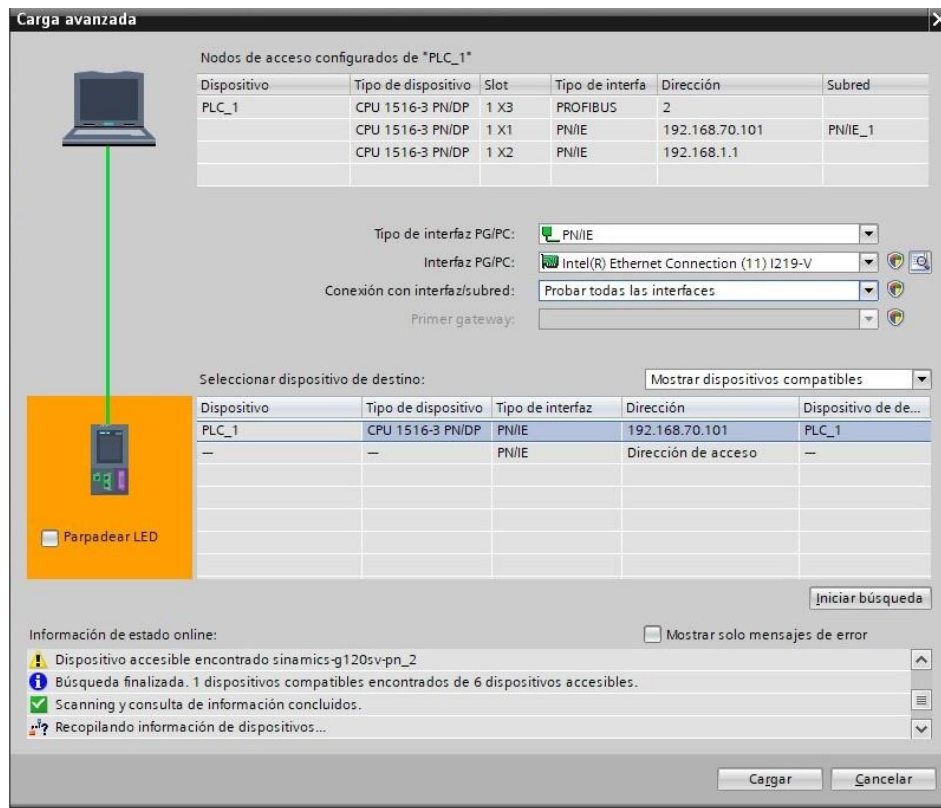 Carga avanzada
Nodos de acceso configurados de "PLC_1"
Dispositivo Tipo de dispositivo Slot Tipo de interfa Dirección Subred
PLC_1 CPU 1516-3 PN/DP 1 X3 PROFIBUS 2
CPU 1516-3 PN/DP 1 X1 PN/IE 192.168.70.101 PN/IE_1
CPU 1516-3 PN/DP 1 X2 PN/IE 192.168.1.1
Tipo de interfaz PG/PC: PN/IE
Interfaz PG/PC: Intel(R) Ethernet Connection (11) I219-V
Conexión con interfaz/subred: Probar todas las interfaces
Primer gateway:
Seleccionar dispositivo de destino: Mostrar dispositivos compatibles
Dispositivo Tipo de dispositivo Tipo de interfaz Dirección Dispositivo de de...
PLC_1 CPU 1516-3 PN/DP PN/IE 192.168.70.101 PLC_1
— — PN/IE Dirección de acceso —
Parpadear LED
Iniciar búsqueda
Información de estado online: Mostrar solo mensajes de error
Dispositivo accesible encontrado sinamics-g120sv-pn_2
Búsqueda finalizada. 1 dispositivos compatibles encontrados de 6 dispositivos accesibles.
Scanning y consulta de información concluidos.
Recopilando información de dispositivos...
Cargar Cancelar